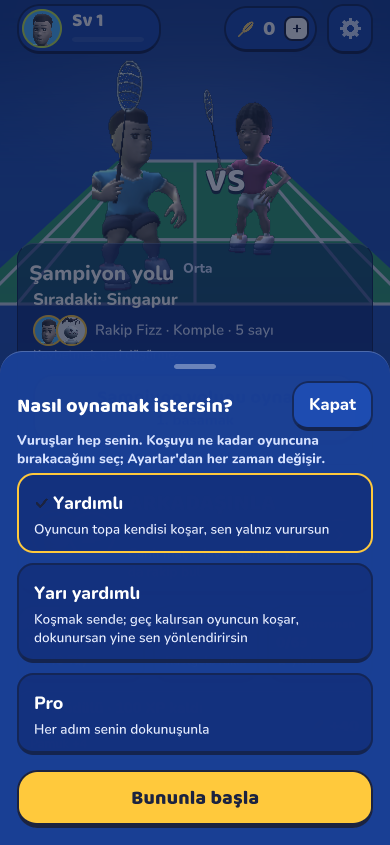 Sv 1
0
+
VS
Şampiyon yolu Orta
Sıradaki: Singapur
Rakip Fizz · Komple · 5 sayı
Nasıl oynamak istersin?
Kapat
Vuruşlar hep senin. Koşuyu ne kadar oyuncuna
bırakacağını seç; Ayarlar'dan her zaman değişir.
✓ Yardımlı
Oyuncun topa kendisi koşar, sen yalnız vurursun
Yarı yardımlı
Koşmak sende; geç kalırsan oyuncun koşar,
dokunursan yine sen yönlendirirsin
Pro
Her adım senin dokunuşunla
Bununla başla